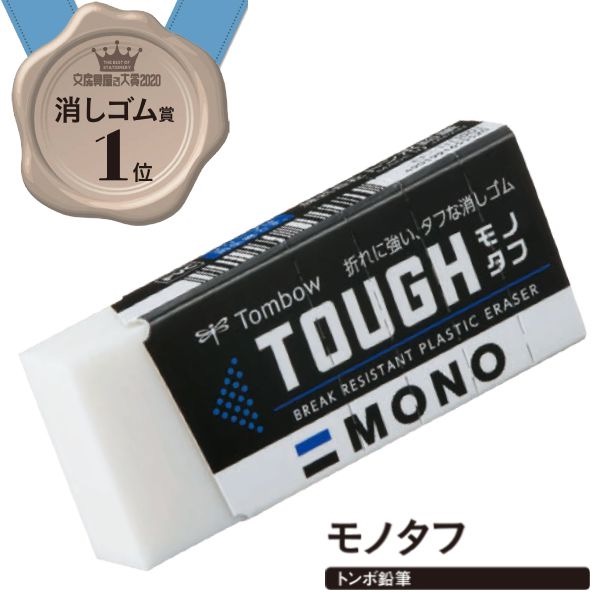 THE BEST OF
STATIONERY
文房具屋さん大賞2020
消しゴム賞
1位
折れに強い、タフな消しゴム
モノタフ
Tombow
TOUGH
BREAK RESISTANT PLASTIC ERASER
MONO
モノタフ
トンボ鉛筆